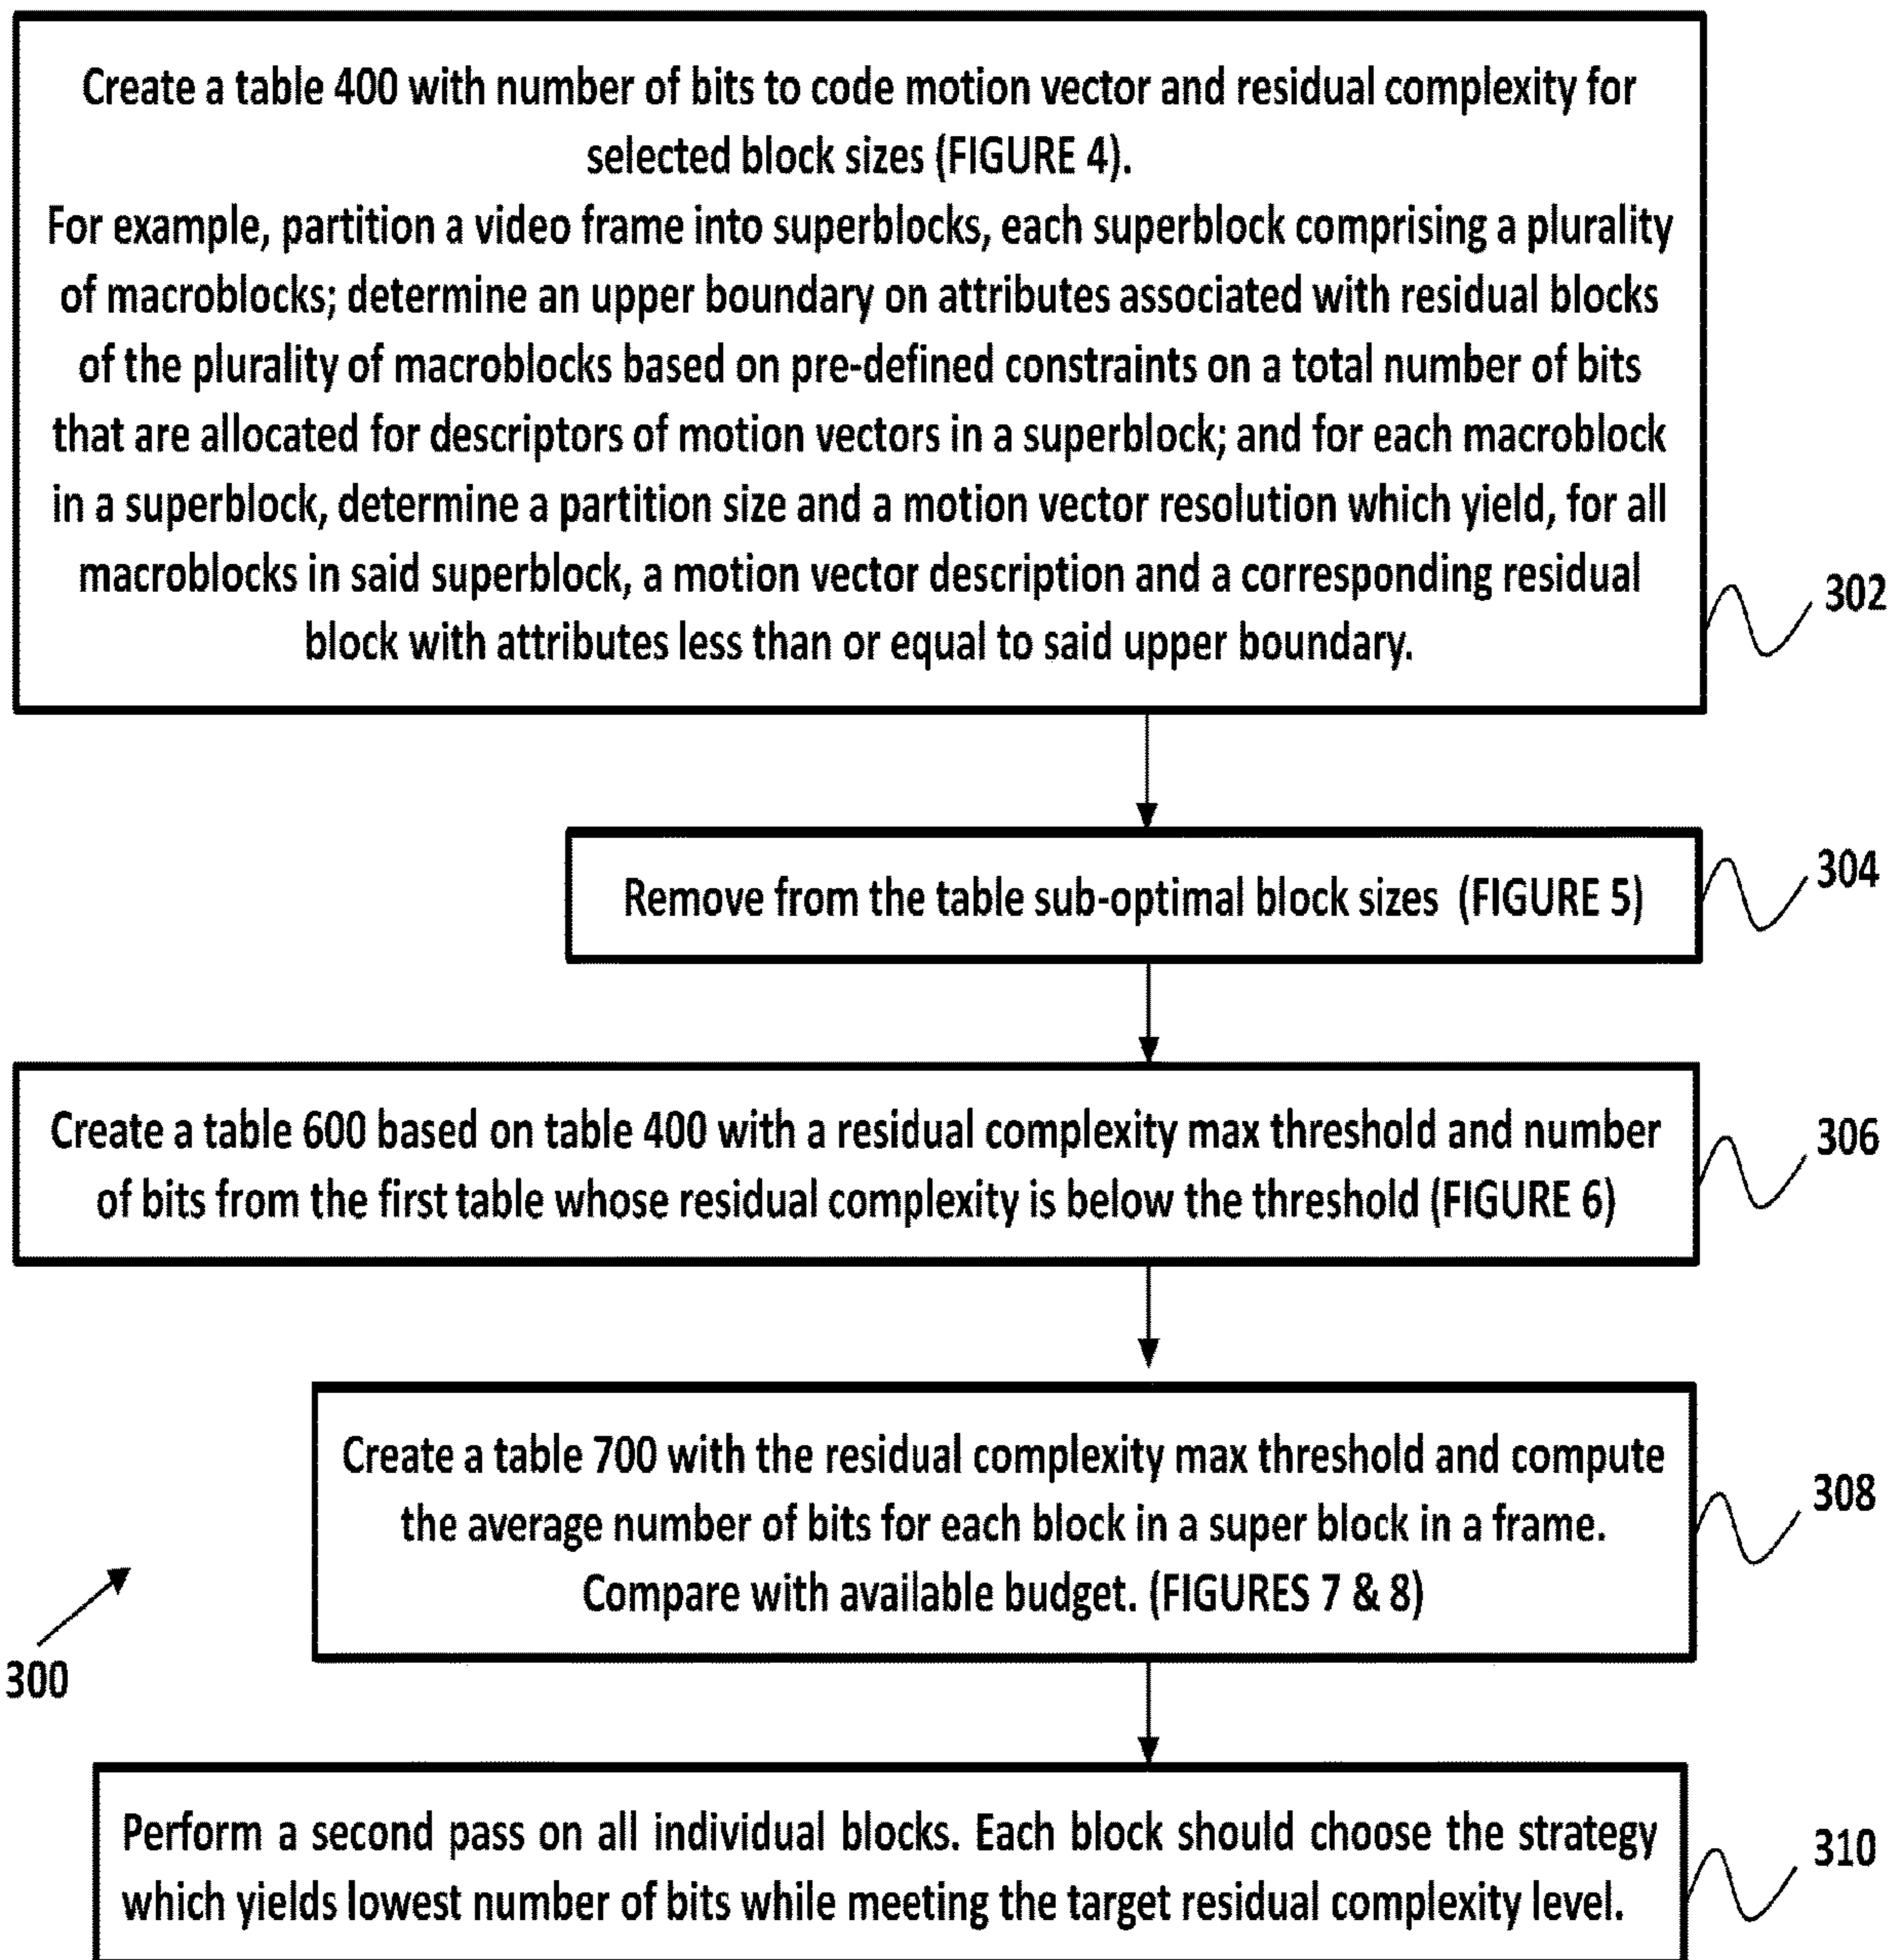 Create a table 400 with number of bits to code motion vector and residual complexity for
selected block sizes (FIGURE 4).
For example, partition a video frame into superblocks, each superblock comprising a plurality
of macroblocks; determine an upper boundary on attributes associated with residual blocks
of the plurality of macroblocks based on pre-defined constraints on a total number of bits
that are allocated for descriptors of motion vectors in a superblock; and for each macroblock
in a superblock, determine a partition size and a motion vector resolution which yield, for all
macroblocks in said superblock, a motion vector description and a corresponding residual
block with attributes less than or equal to said upper boundary.
302
Remove from the table sub-optimal block sizes (FIGURE 5)
304
Create a table 600 based on table 400 with a residual complexity max threshold and number
of bits from the first table whose residual complexity is below the threshold (FIGURE 6)
306
Create a table 700 with the residual complexity max threshold and compute
the average number of bits for each block in a super block in a frame.
Compare with available budget. (FIGURES 7 & 8)
308
300
Perform a second pass on all individual blocks. Each block should choose the strategy
which yields lowest number of bits while meeting the target residual complexity level.
310